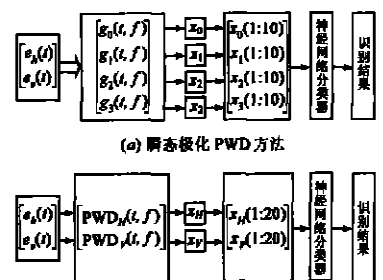 [e_h(t)
e_v(t)]
[g_0(t, f)
g_1(t, f)
g_2(t, f)
g_3(t, f)]
x_0
x_1
x_2
x_2
[x_0(1:10)
x_1(1:10)
x_2(1:10)
x_3(1:10)]
神经网络分类器
识别结果
(a) 瞬态极化 PWD 方法
[e_h(t)
e_v(t)]
[PWD_H(t, f)
PWD_V(t, f)]
x_H
x_V
[x_H(1:20)
x_v(1:20)]
神经网络分类器
识别结果